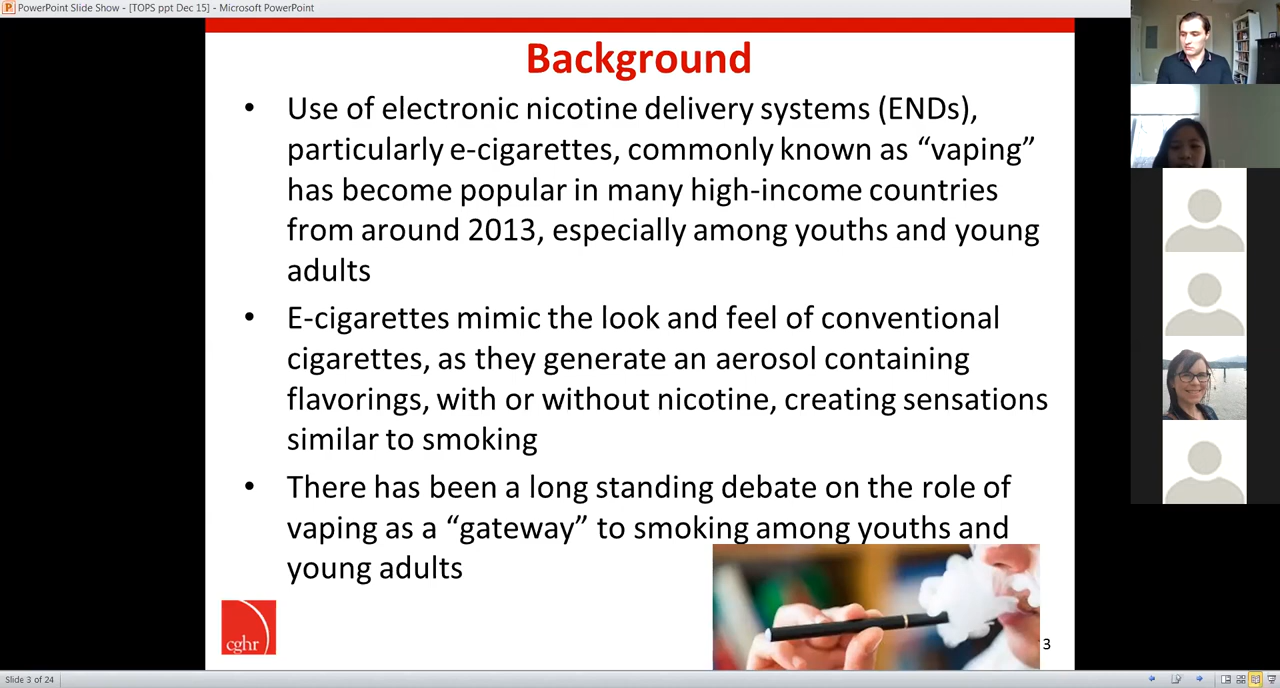 PowerPoint Slide Show - [TOPS ppt Dec 15] - Microsoft PowerPoint
Background
• Use of electronic nicotine delivery systems (ENDs),
particularly e-cigarettes, commonly known as “vaping”
has become popular in many high-income countries
from around 2013, especially among youths and young
adults
• E-cigarettes mimic the look and feel of conventional
cigarettes, as they generate an aerosol containing
flavorings, with or without nicotine, creating sensations
similar to smoking
• There has been a long standing debate on the role of
vaping as a “gateway” to smoking among youths and
young adults
cghr
3
Slide 3 of 24